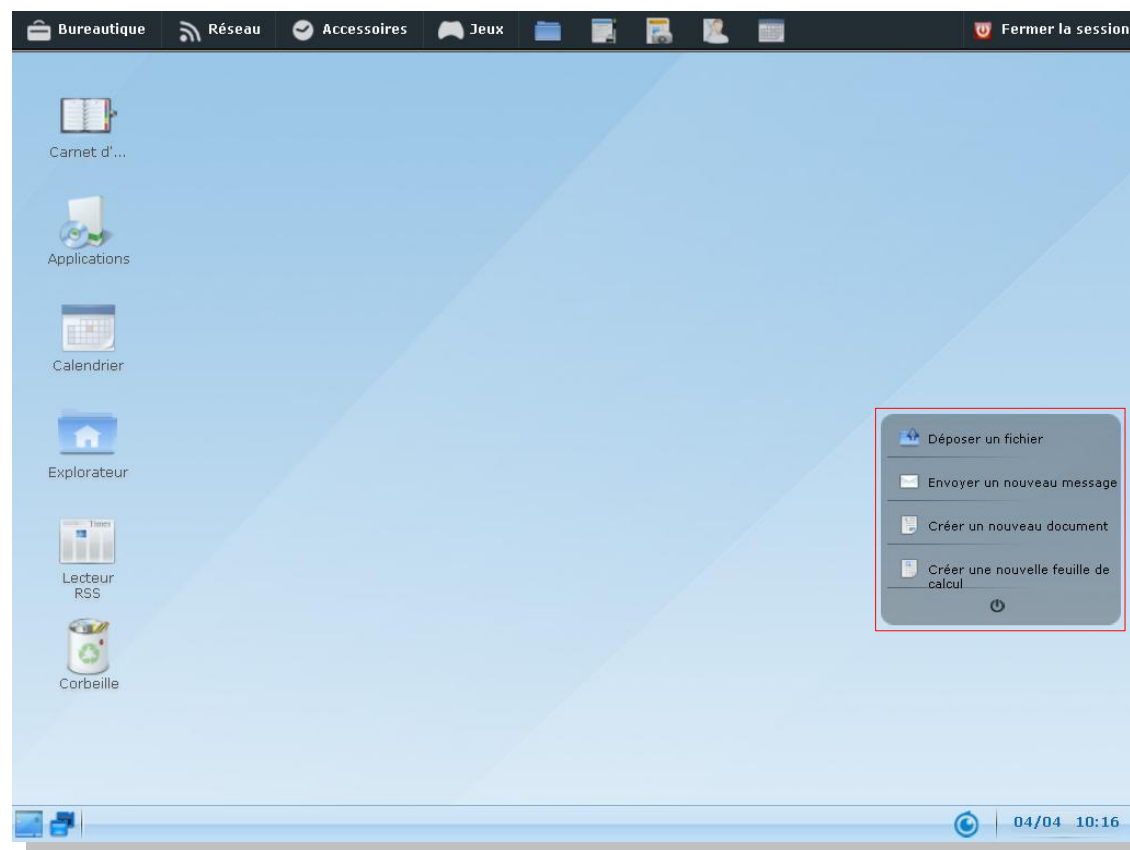 Bureautique Réseau Accessoires Jeux Fermer la session
Carnet d'...
Applications
Calendrier
Explorateur
Times
Lecteur
RSS
Corbeille
Déposer un fichier
Envoyer un nouveau message
Créer un nouveau document
Créer une nouvelle feuille de
calcul
04/04 10:16